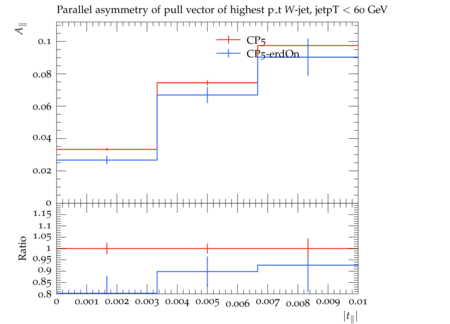 Parallel asymmetry of pull vector of highest p_t W-jet, jetpT < 60 GeV
A∥
0.1
0.08
0.06
0.04
0.02
0
CP5
CP5-erdOn
Ratio
1.15
1.1
1.05
1
0.95
0.9
0.85
0.8
0 0.001 0.002 0.003 0.004 0.005 0.006 0.007 0.008 0.009 0.01
|t∥|